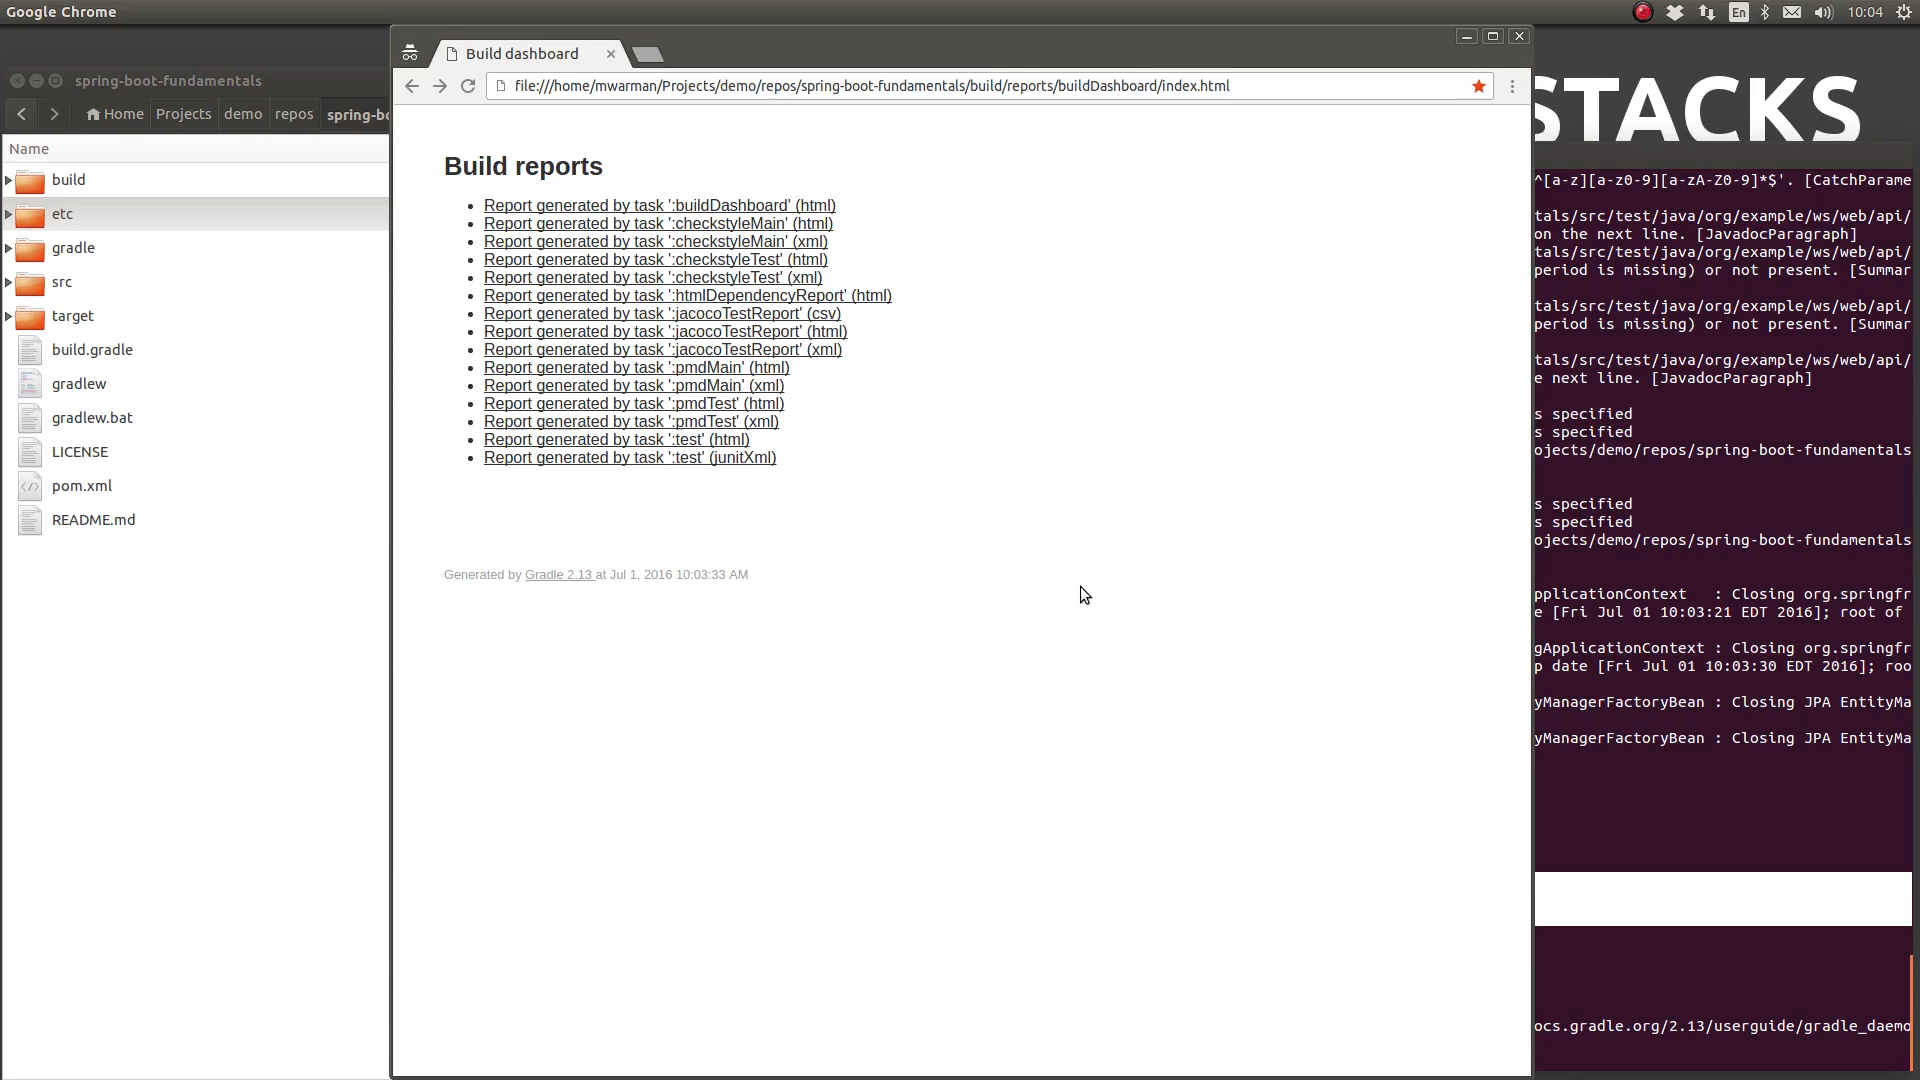 Google Chrome
En
10:04
spring-boot-fundamentals
Home
Projects
demo
repos
spring-bo
Name
build
etc
gradle
src
target
build.gradle
gradlew
gradlew.bat
LICENSE
pom.xml
README.md
Build dashboard
file:///home/mwarman/Projects/demo/repos/spring-boot-fundamentals/build/reports/buildDashboard/index.html
Build reports
Report generated by task ':buildDashboard' (html)
Report generated by task ':checkstyleMain' (html)
Report generated by task ':checkstyleMain' (xml)
Report generated by task ':checkstyleTest' (html)
Report generated by task ':checkstyleTest' (xml)
Report generated by task ':htmlDependencyReport' (html)
Report generated by task ':jacocoTestReport' (csv)
Report generated by task ':jacocoTestReport' (html)
Report generated by task ':jacocoTestReport' (xml)
Report generated by task ':pmdMain' (html)
Report generated by task ':pmdMain' (xml)
Report generated by task ':pmdTest' (html)
Report generated by task ':pmdTest' (xml)
Report generated by task ':test' (html)
Report generated by task ':test' (junitXml)
Generated by Gradle 2.13 at Jul 1, 2016 10:03:33 AM
STACKS
^[a-z][a-z0-9][a-zA-Z0-9]*$'. [CatchParame
tals/src/test/java/org/example/ws/web/api/
on the next line. [JavadocParagraph]
tals/src/test/java/org/example/ws/web/api/
period is missing) or not present. [Summar
tals/src/test/java/org/example/ws/web/api/
period is missing) or not present. [Summar
tals/src/test/java/org/example/ws/web/api/
e next line. [JavadocParagraph]
s specified
s specified
ojects/demo/repos/spring-boot-fundamentals
s specified
s specified
ojects/demo/repos/spring-boot-fundamentals
pplicationContext   : Closing org.springfr
e [Fri Jul 01 10:03:21 EDT 2016]; root of
gApplicationContext : Closing org.springfr
p date [Fri Jul 01 10:03:30 EDT 2016]; roo
yManagerFactoryBean : Closing JPA EntityMa
yManagerFactoryBean : Closing JPA EntityMa
ocs.gradle.org/2.13/userguide/gradle_daemo